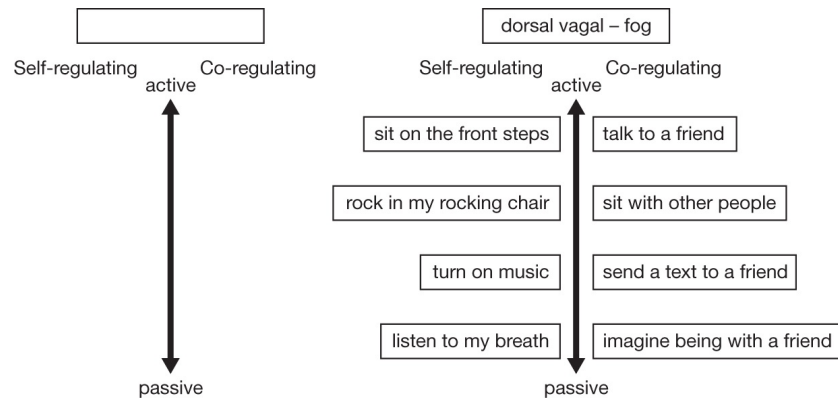 Self-regulating Co-regulating
active
passive
dorsal vagal – fog
Self-regulating Co-regulating
active
sit on the front steps talk to a friend
rock in my rocking chair sit with other people
turn on music send a text to a friend
listen to my breath imagine being with a friend
passive